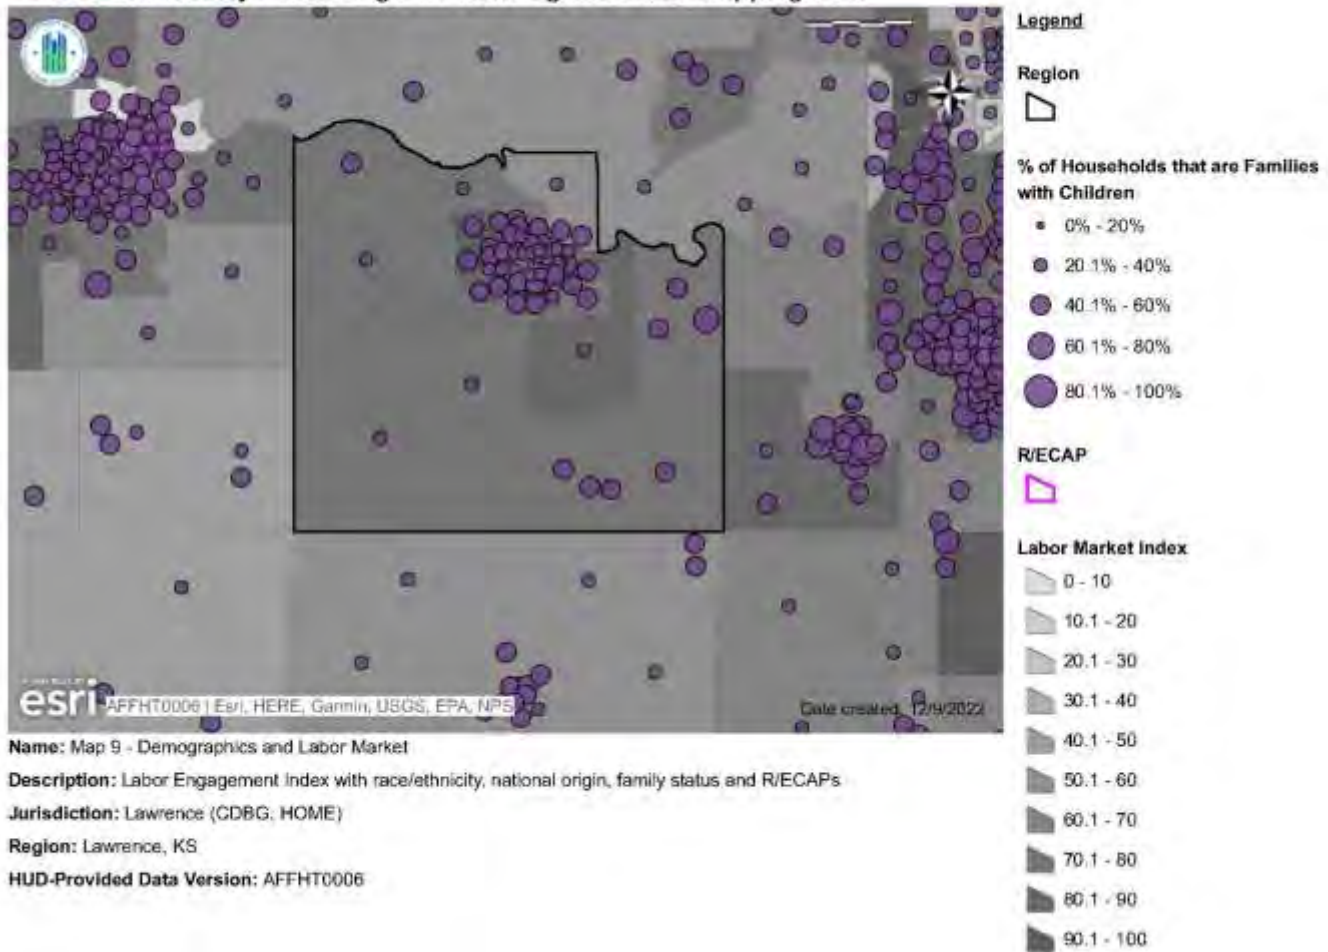 Legend
Region
% of Households that are Families
with Children
0% - 20%
20.1% - 40%
40.1% - 60%
60.1% - 80%
80.1% - 100%
R/ECAP
Labor Market Index
0 - 10
10.1 - 20
20.1 - 30
30.1 - 40
40.1 - 50
50.1 - 60
60.1 - 70
70.1 - 80
80.1 - 90
90.1 - 100
esri
AFFHT0006 | Esri, HERE, Garmin, USGS, EPA, NPS
Date created: 12/9/2022
Name: Map 9 - Demographics and Labor Market
Description: Labor Engagement Index with race/ethnicity, national origin, family status and R/ECAPs
Jurisdiction: Lawrence (CDBG, HOME)
Region: Lawrence, KS
HUD-Provided Data Version: AFFHT0006